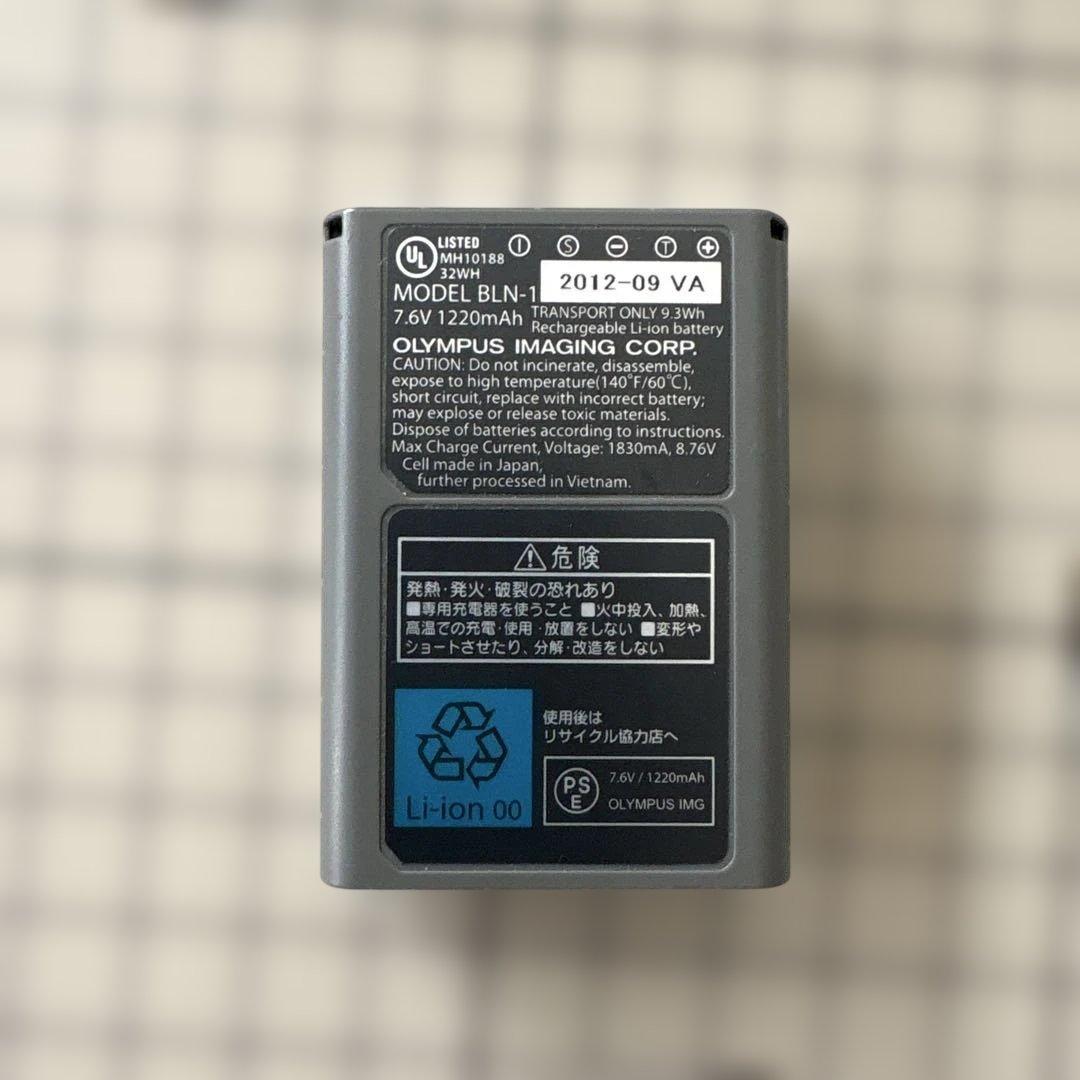 UL LISTED Ⓘ Ⓢ ⊖ Ⓣ ⊕
MH10188
32WH
2012-09 VA
MODEL BLN-1
7.6V 1220mAh
TRANSPORT ONLY 9.3Wh
Rechargeable Li-ion battery
OLYMPUS IMAGING CORP.
CAUTION: Do not incinerate, disassemble,
expose to high temperature(140°F/60℃),
short circuit, replace with incorrect battery;
may explode or release toxic materials.
Dispose of batteries according to instructions.
Max Charge Current, Voltage: 1830mA, 8.76V
Cell made in Japan,
further processed in Vietnam.
危険
発熱·発火·破裂の恐れあり
■専用充電器を使うこと ■火中投入、加熱、
高温での充電·使用·放置をしない ■変形や
ショートさせたり、分解·改造をしない
使用後は
リサイクル協力店へ
Li-ion 00
PSE
7.6V / 1220mAh
OLYMPUS IMG